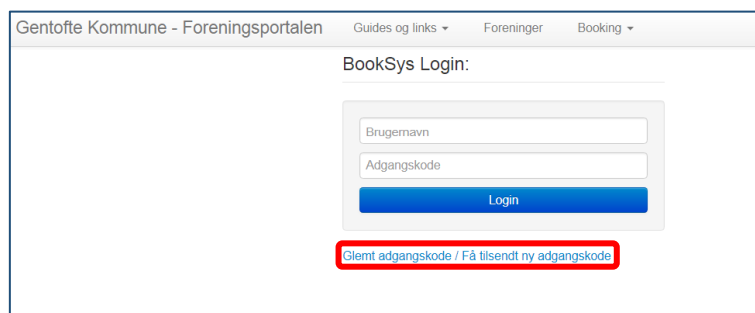 Gentofte Kommune - Foreningsportalen Guides og links Foreninger Booking
BookSys Login:
Brugernavn
Adgangskode
Login
Glemt adgangskode / Få tilsendt ny adgangskode